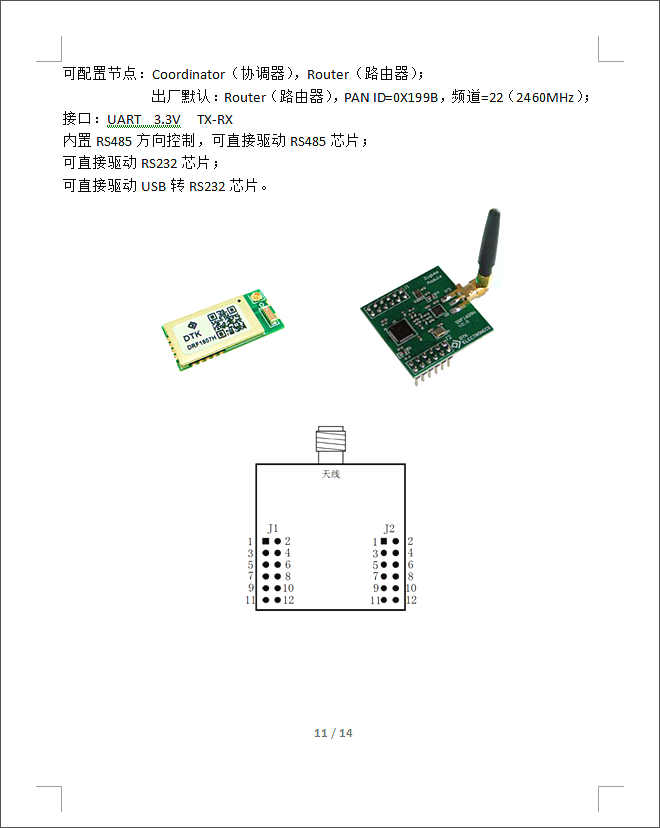 可配置节点：Coordinator（协调器），Router（路由器）；
出厂默认：Router（路由器），PAN ID=0X199B，频道=22（2460MHz）；
接口：UART 3.3V TX-RX
内置 RS485 方向控制，可直接驱动 RS485 芯片；
可直接驱动 RS232 芯片；
可直接驱动 USB 转 RS232 芯片。
DTK
DRF1607H
Zigbee
Module
DTK
ELECTRONICS
天线
J1 J2
1 2 1 2
3 4 3 4
5 6 5 6
7 8 7 8
9 10 9 10
11 12 11 12
11 / 14